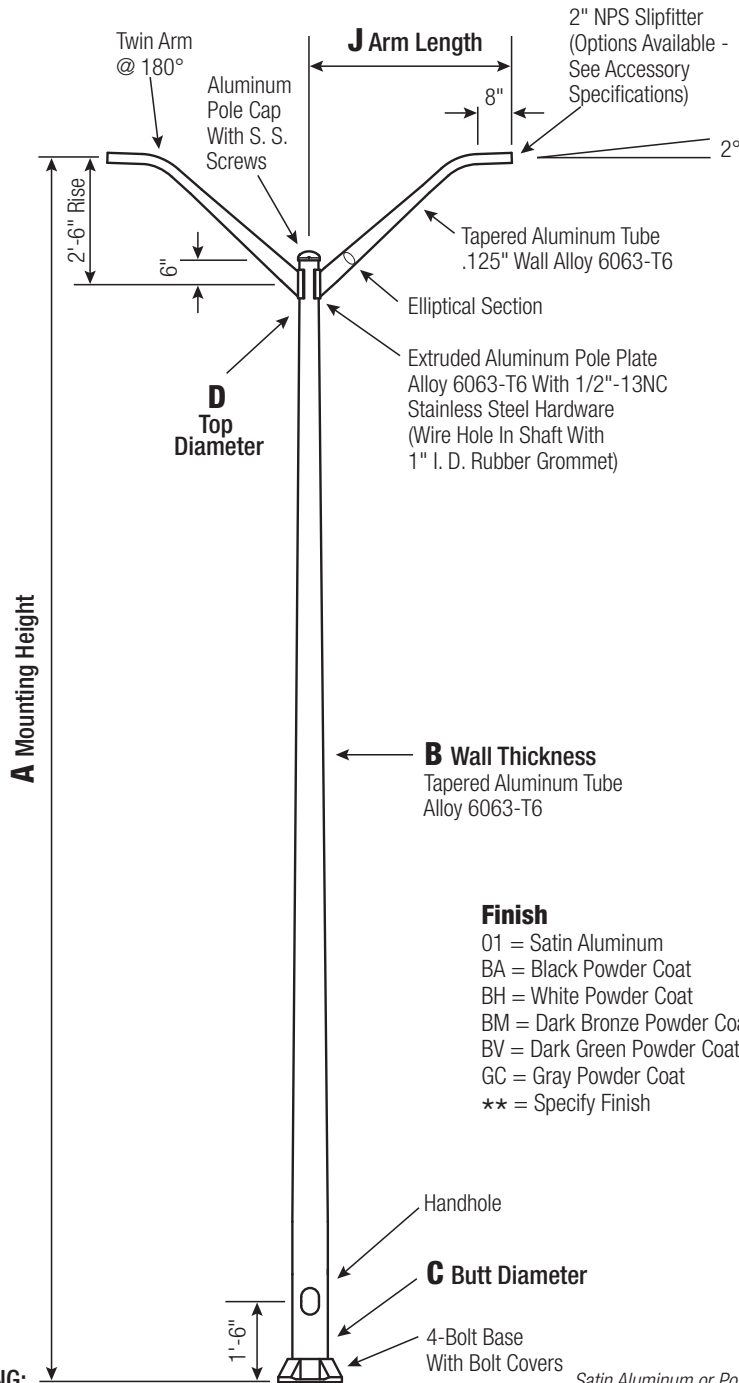 Twin Arm
@ 180°
Aluminum
Pole Cap
With S. S.
Screws
J Arm Length
8"
2" NPS Slipfitter
(Options Available -
See Accessory
Specifications)
2°
2'-6" Rise
6"
Tapered Aluminum Tube
.125" Wall Alloy 6063-T6
Elliptical Section
Extruded Aluminum Pole Plate
Alloy 6063-T6 With 1/2"-13NC
Stainless Steel Hardware
(Wire Hole In Shaft With
1" I. D. Rubber Grommet)
D
Top
Diameter
A Mounting Height
B Wall Thickness
Tapered Aluminum Tube
Alloy 6063-T6
Finish
01 = Satin Aluminum
BA = Black Powder Coat
BH = White Powder Coat
BM = Dark Bronze Powder Coa
BV = Dark Green Powder Coat
GC = Gray Powder Coat
** = Specify Finish
Handhole
C Butt Diameter
1'-6"
4-Bolt Base
With Bolt Covers
NG:
Satin Aluminum or Po